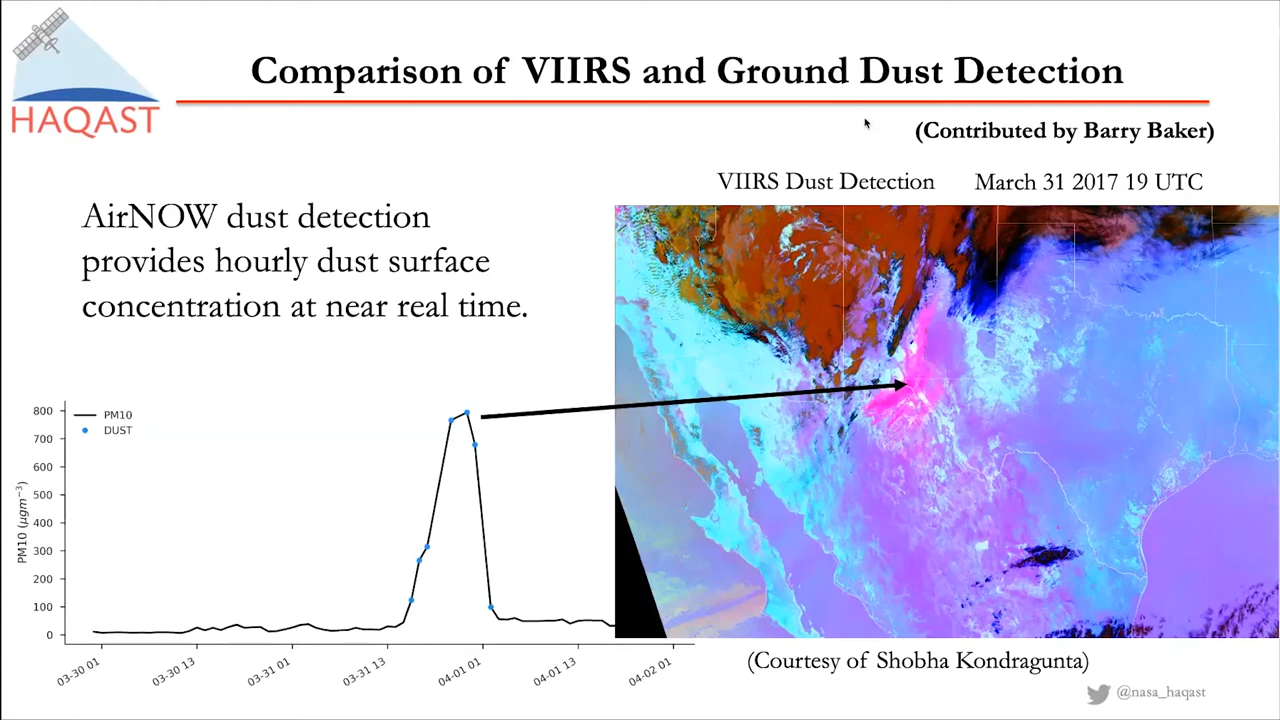 HAQAST
Comparison of VIIRS and Ground Dust Detection
(Contributed by Barry Baker)
VIIRS Dust Detection March 31 2017 19 UTC
AirNOW dust detection
provides hourly dust surface
concentration at near real time.
PM10
DUST
800
700
600
500
400
300
200
100
0
PM10 (μgm⁻³)
03-30 01
03-30 13
03-31 01
03-31 13
04-01 01
04-01 13
04-02 01
(Courtesy of Shobha Kondragunta)
@nasa_haqast